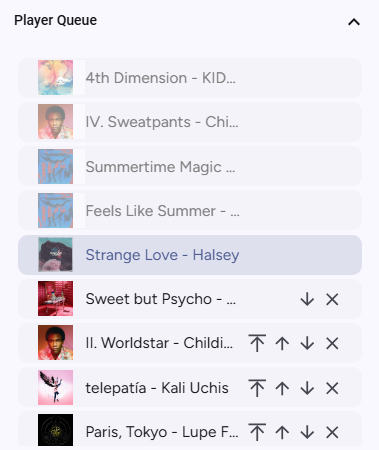 Player Queue
4th Dimension - KID...
IV. Sweatpants - Chi...
Summertime Magic ...
Feels Like Summer - ...
Strange Love - Halsey
Sweet but Psycho - ...
II. Worldstar - Childi...
telepatía - Kali Uchis
Paris, Tokyo - Lupe F...